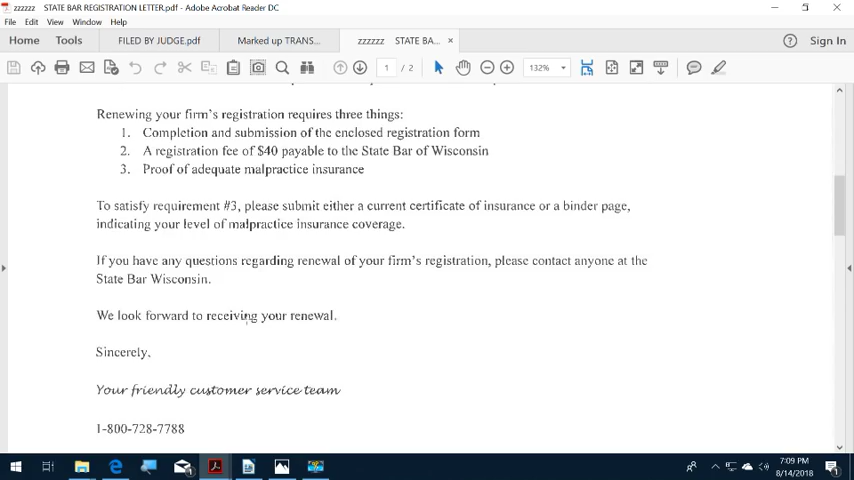 zzzzzz STATE BAR REGISTRATION LETTER.pdf - Adobe Acrobat Reader DC
File Edit View Window Help
Home Tools FILED BY JUDGE.pdf Marked up TRANS... zzzzzz STATE BA... × Sign In
1 / 2 132%
Renewing your firm's registration requires three things:
1. Completion and submission of the enclosed registration form
2. A registration fee of $40 payable to the State Bar of Wisconsin
3. Proof of adequate malpractice insurance
To satisfy requirement #3, please submit either a current certificate of insurance or a binder page,
indicating your level of malpractice insurance coverage.
If you have any questions regarding renewal of your firm's registration, please contact anyone at the
State Bar Wisconsin.
We look forward to receiving your renewal.
Sincerely,
Your friendly customer service team
1-800-728-7788
7:09 PM
8/14/2018